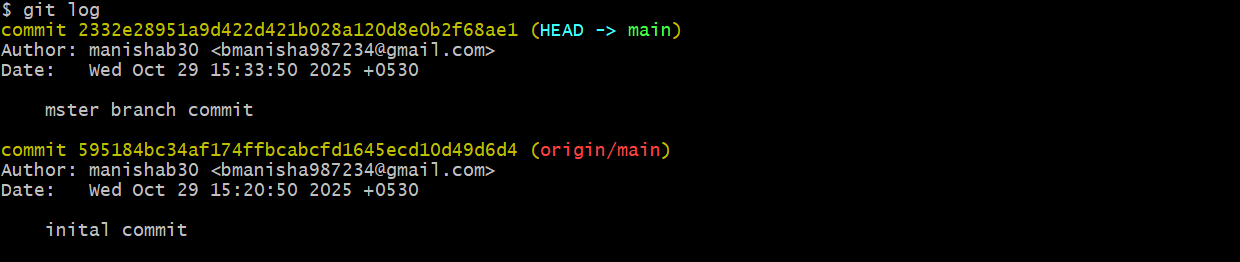 $ git log
commit 2332e28951a9d422d421b028a120d8e0b2f68ae1 (HEAD -> main)
Author: manishab30 <bmanisha987234@gmail.com>
Date:   Wed Oct 29 15:33:50 2025 +0530
    mster branch commit
commit 595184bc34af174ffbcabcfd1645ecd10d49d6d4 (origin/main)
Author: manishab30 <bmanisha987234@gmail.com>
Date:   Wed Oct 29 15:20:50 2025 +0530
    inital commit